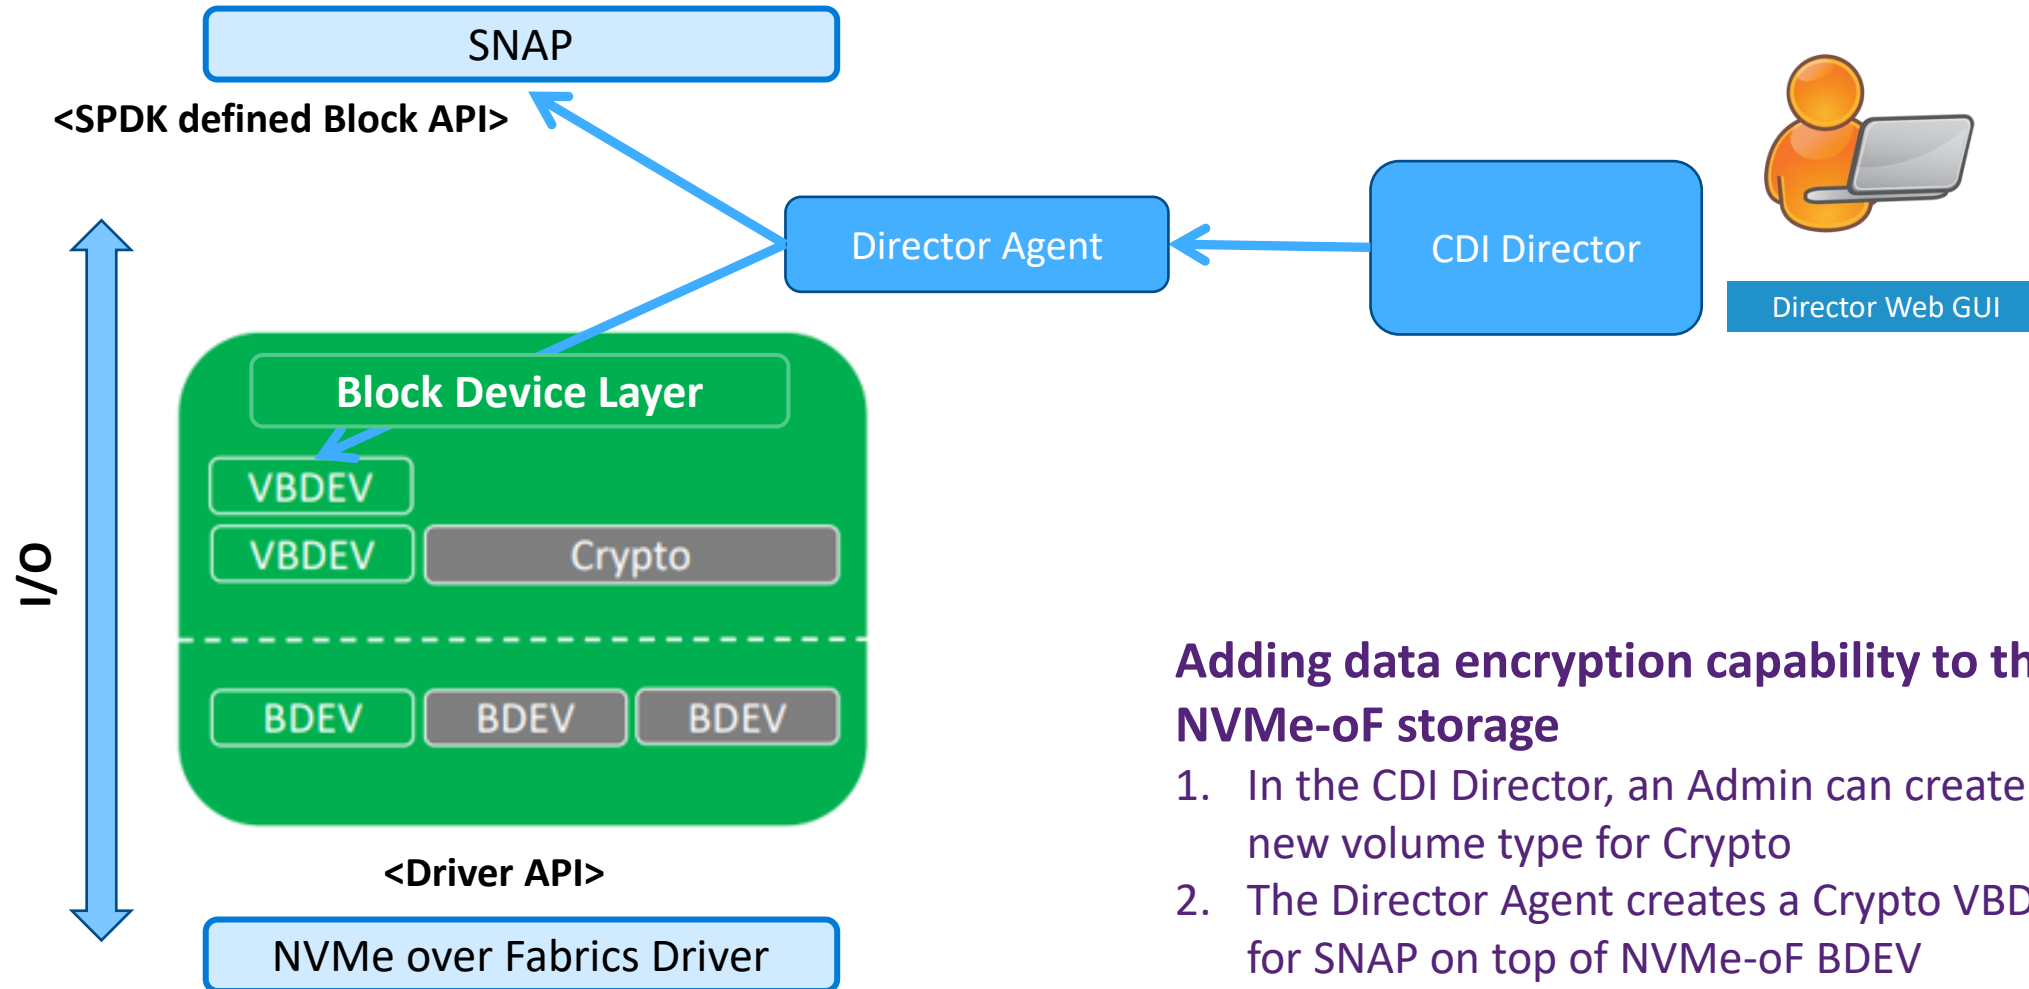 SNAP
<SPDK defined Block API>
Director Agent
CDI Director
Director Web GUI
Block Device Layer
VBDEV
VBDEV
Crypto
I/O
BDEV
BDEV
BDEV
<Driver API>
NVMe over Fabrics Driver
Adding data encryption capability to
NVMe-oF storage
1. In the CDI Director, an Admin can create
new volume type for Crypto
2. The Director Agent creates a Crypto
for SNAP on top of NVMe-oF BDEV